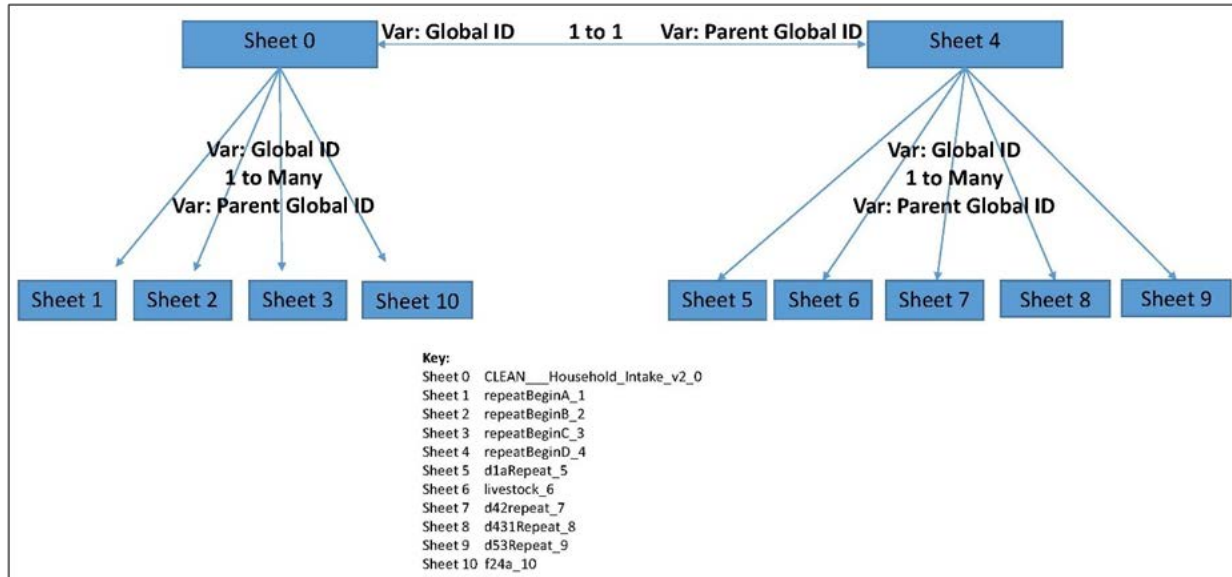 Sheet 0 Var: Global ID 1 to 1 Var: Parent Global ID Sheet 4
Var: Global ID
1 to Many
Var: Parent Global ID
Var: Global ID
1 to Many
Var: Parent Global ID
Sheet 1 Sheet 2 Sheet 3 Sheet 10 Sheet 5 Sheet 6 Sheet 7 Sheet 8 Sheet 9
Key:
Sheet 0 CLEAN___Household_Intake_v2_0
Sheet 1 repeatBeginA_1
Sheet 2 repeatBeginB_2
Sheet 3 repeatBeginC_3
Sheet 4 repeatBeginD_4
Sheet 5 d1aRepeat_5
Sheet 6 livestock_6
Sheet 7 d42repeat_7
Sheet 8 d431Repeat_8
Sheet 9 d53Repeat_9
Sheet 10 f24a_10